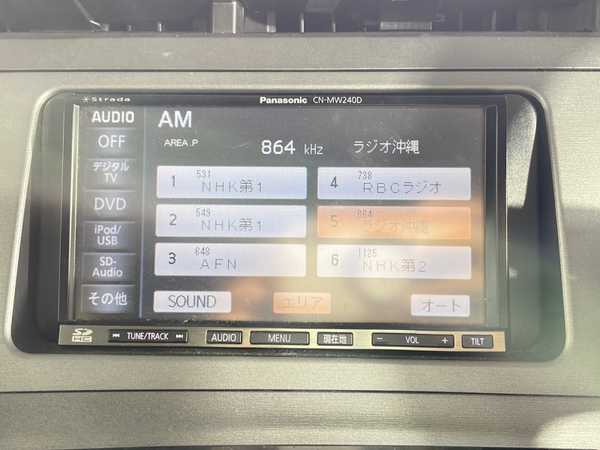 Strada
Panasonic CN-MW240D
AUDIO
AM
OFF
AREA .P
864 kHz
ラジオ沖縄
デジタル
TV
DVD
iPod/
USB
SD-
Audio
その他
1 531 NHK第1
4 738 RBCラジオ
2 549 NHK第1
5 864 ラジオ沖縄
3 648 AFN
6 1125 NHK第2
SOUND
エリア
オート
SD HC
TUNE/TRACK
AUDIO
MENU
現在地
− VOL +
TILT